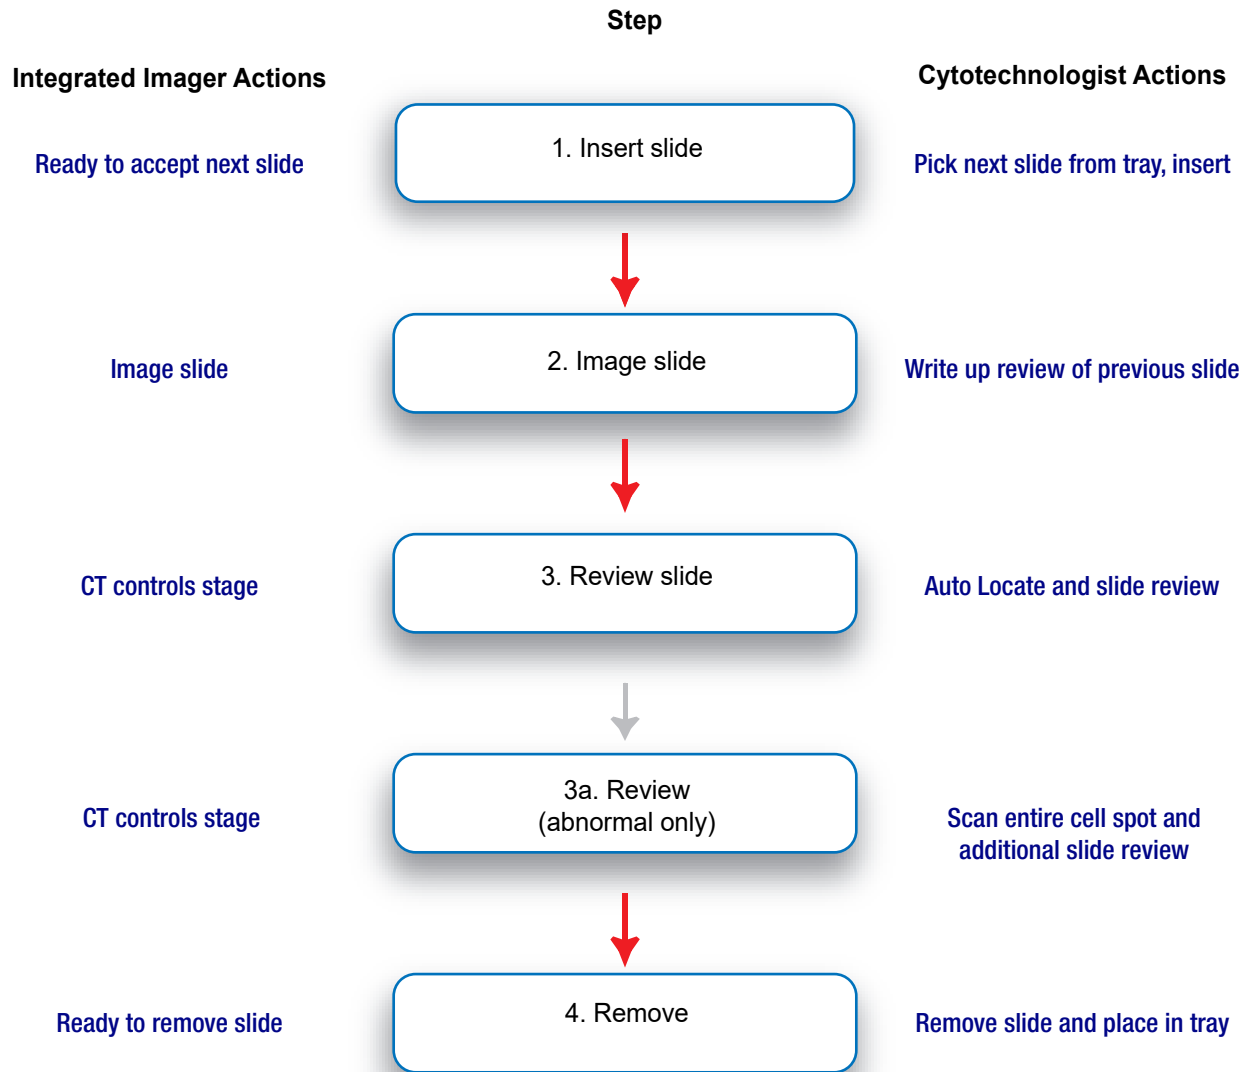 Step
Integrated Imager Actions
Cytotechnologist Actions
Ready to accept next slide
1. Insert slide
Pick next slide from tray, insert
Image slide
2. Image slide
Write up review of previous slide
CT controls stage
3. Review slide
Auto Locate and slide review
CT controls stage
3a. Review
(abnormal only)
Scan entire cell spot and
additional slide review
Ready to remove slide
4. Remove
Remove slide and place in tray